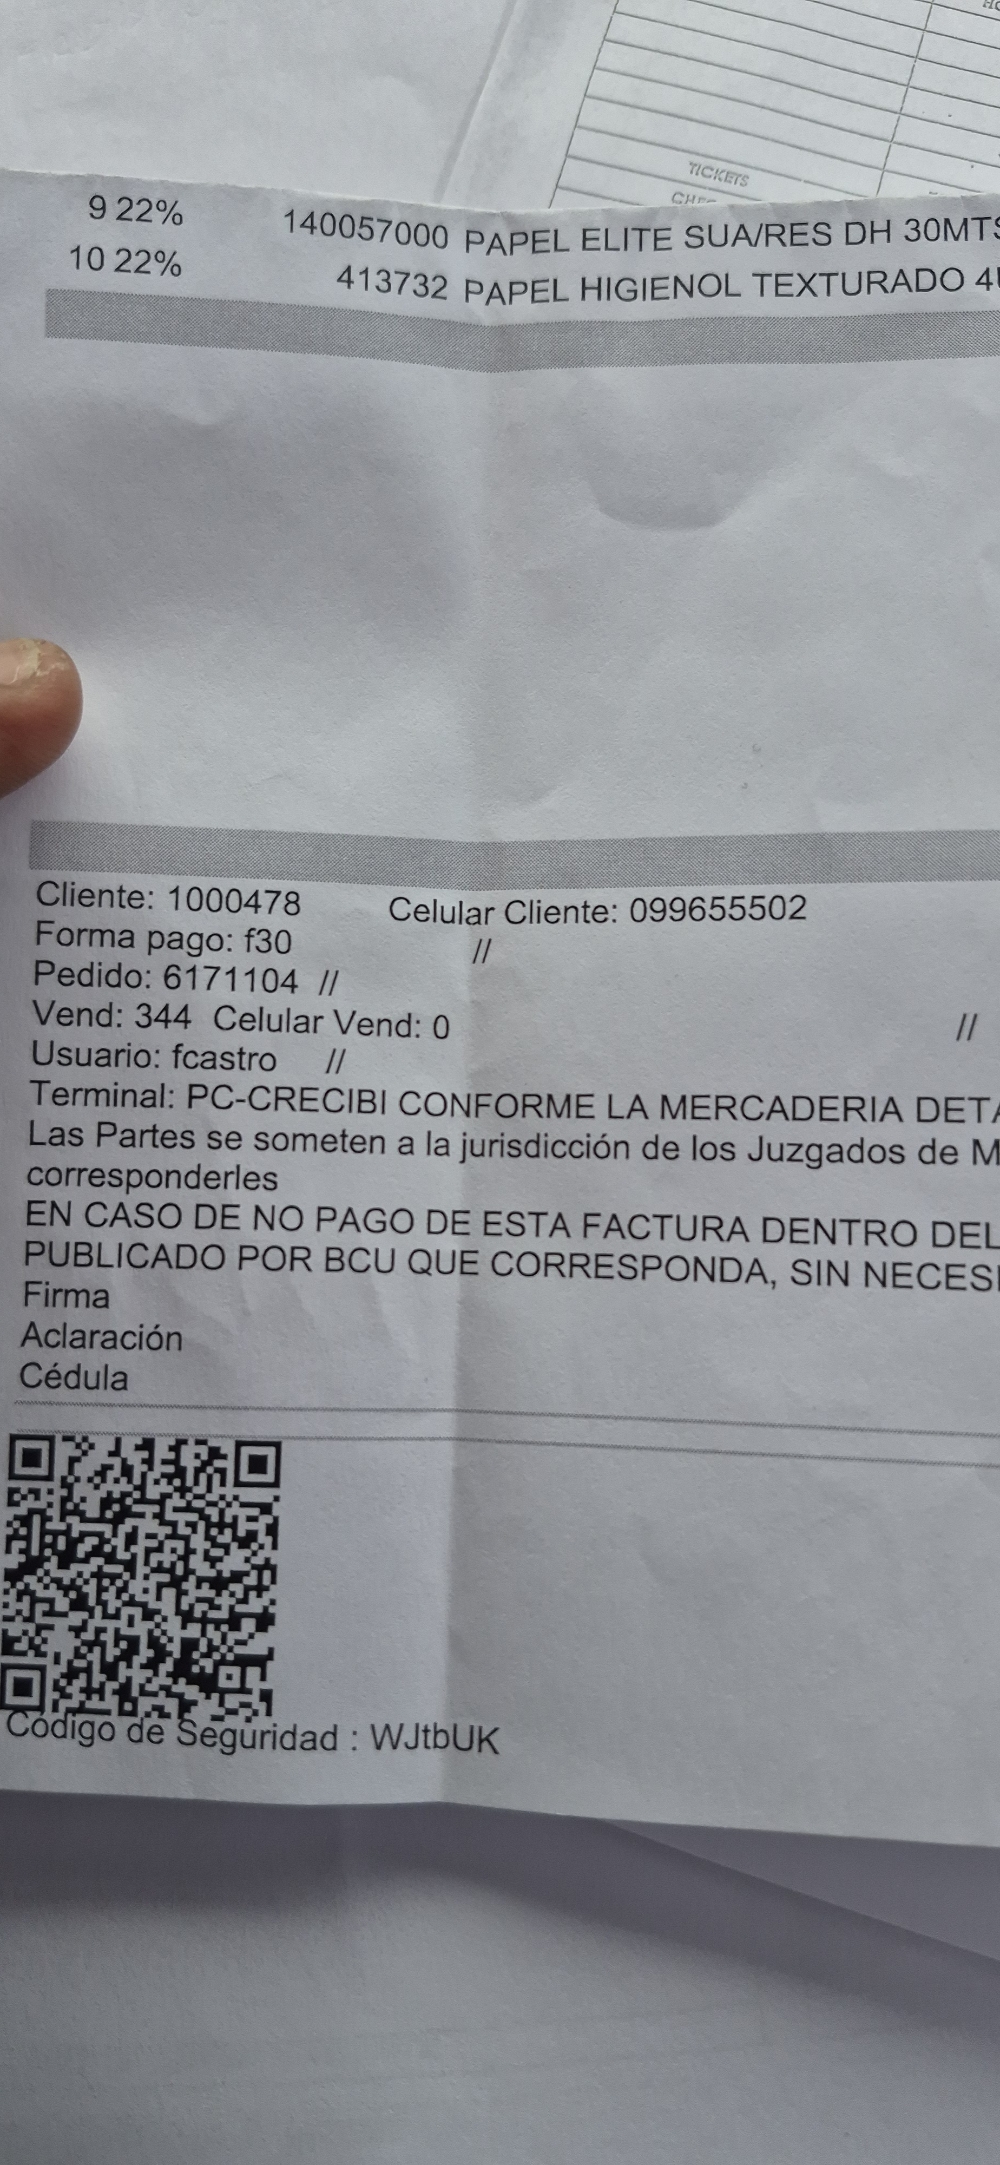 TICKETS
9 22% 140057000 PAPEL ELITE SUA/RES DH 30MTS
10 22% 413732 PAPEL HIGIENOL TEXTURADO 4U
Cliente: 1000478 Celular Cliente: 099655502
Forma pago: f30 //
Pedido: 6171104 //
Vend: 344 Celular Vend: 0 //
Usuario: fcastro //
Terminal: PC-CRECIBI CONFORME LA MERCADERIA DETA
Las Partes se someten a la jurisdicción de los Juzgados de M
corresponderles
EN CASO DE NO PAGO DE ESTA FACTURA DENTRO DEL
PUBLICADO POR BCU QUE CORRESPONDA, SIN NECESI
Firma
Aclaración
Cédula
Código de Seguridad : WJtbUK